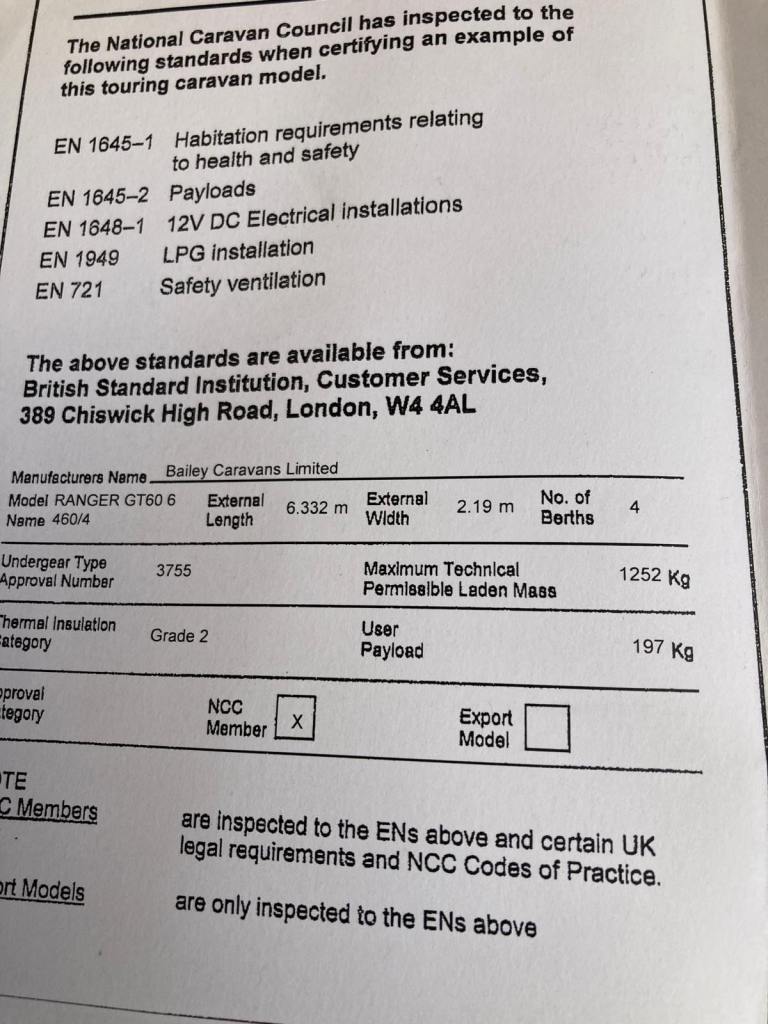 The National Caravan Council has inspected to the
following standards when certifying an example of
this touring caravan model.
EN 1645–1 Habitation requirements relating
to health and safety
EN 1645–2 Payloads
EN 1648–1 12V DC Electrical installations
EN 1949 LPG installation
EN 721 Safety ventilation
The above standards are available from:
British Standard Institution, Customer Services,
389 Chiswick High Road, London, W4 4AL
Manufacturers Name Bailey Caravans Limited
Model RANGER GT60 6 External 6.332 m External 2.19 m No. of 4
Name 460/4 Length Width Berths
Undergear Type 3755 Maximum Technical 1252 Kg
Approval Number Permissible Laden Mass
Thermal Insulation Grade 2 User 197 Kg
Category Payload
pproval NCC Export
tegory Member X Model
TE
C Members are inspected to the ENs above and certain UK
legal requirements and NCC Codes of Practice.
ort Models are only inspected to the ENs above